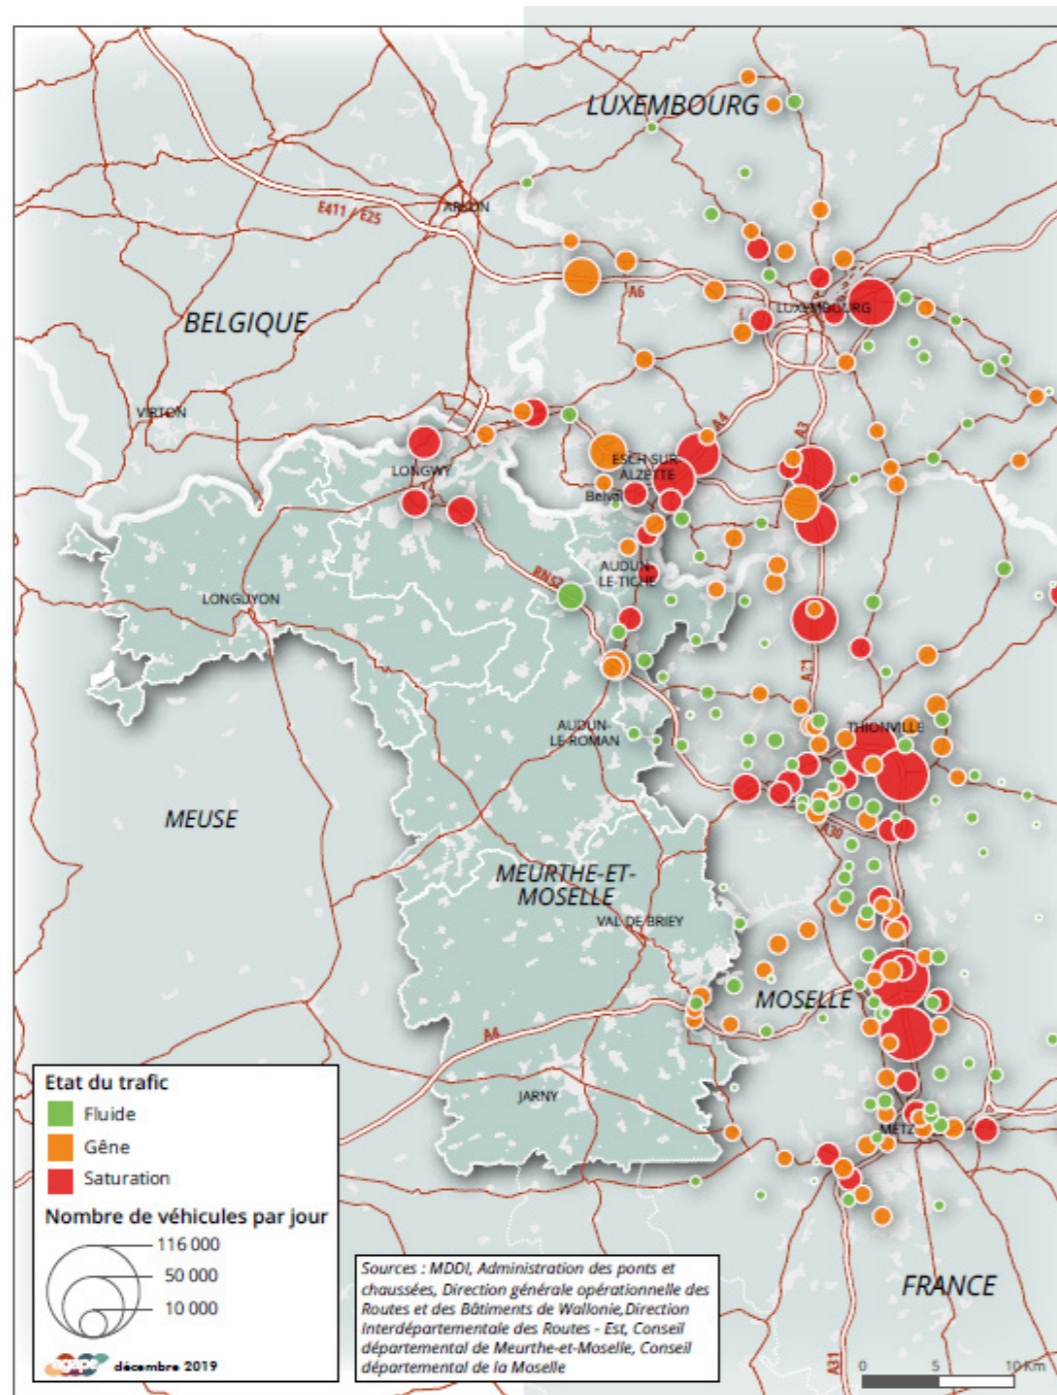 LUXEMBOURG
ARLON
E411 / E25
A6
LUXEMBOURG
BELGIQUE
VIRTON
A4
A3
LONGWY
ESCH-SUR-
ALZETTE
Belval
AUDUN-
LE-TICHE
RN52
LONGUYON
A31
AUDUN-
LE-ROMAN
THIONVILLE
MEUSE
A30
MEURTHE-ET-
MOSELLE
VAL DE BRIEY
MOSELLE
A4
JARNY
METZ
Etat du trafic
Fluide
Gêne
Saturation
Nombre de véhicules par jour
116 000
50 000
10 000
agape décembre 2019
Sources : MDDI, Administration des ponts et
chaussées, Direction générale opérationnelle des
Routes et des Bâtiments de Wallonie,Direction
Interdépartementale des Routes - Est, Conseil
départemental de Meurthe-et-Moselle, Conseil
départemental de la Moselle
FRANCE
A31
0 5 10 Km